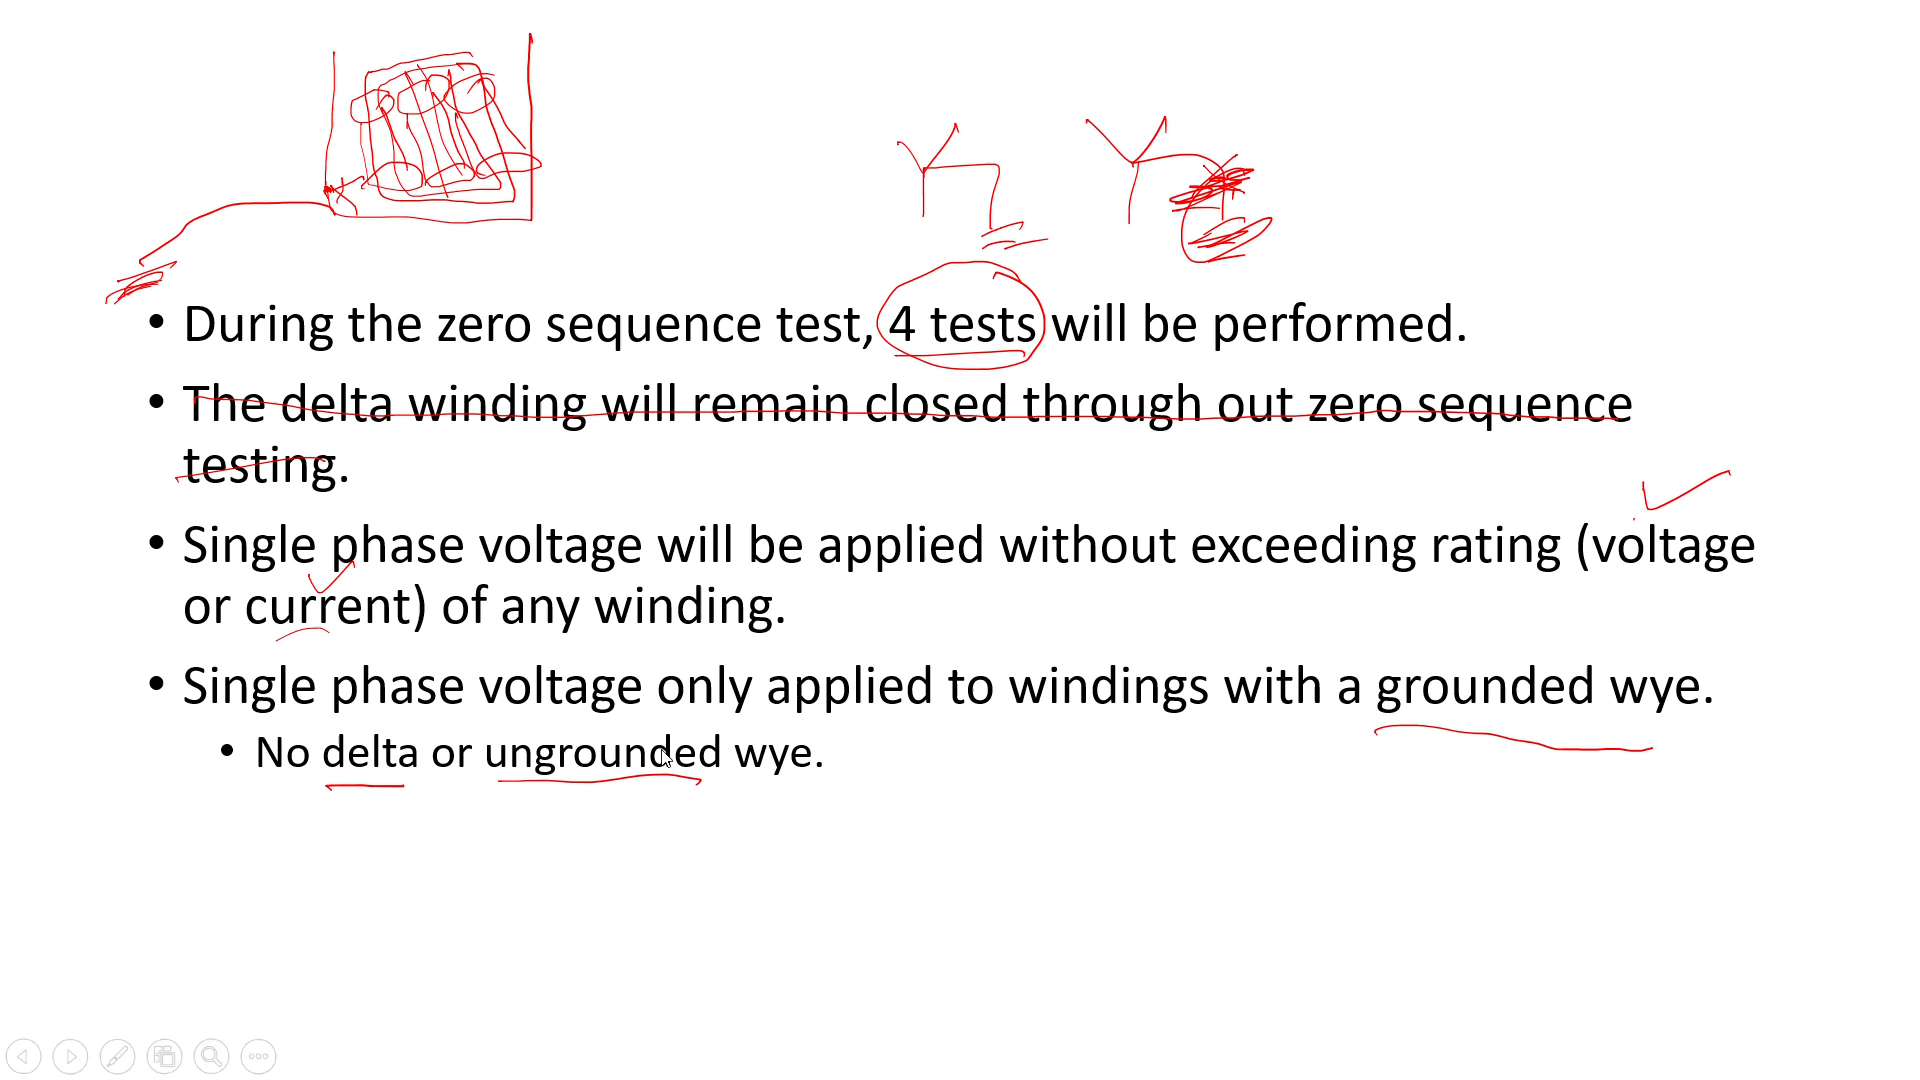 • During the zero sequence test, 4 tests will be performed.
• The delta winding will remain closed through out zero sequence
testing.
• Single phase voltage will be applied without exceeding rating (voltage
or current) of any winding.
• Single phase voltage only applied to windings with a grounded wye.
• No delta or ungrounded wye.